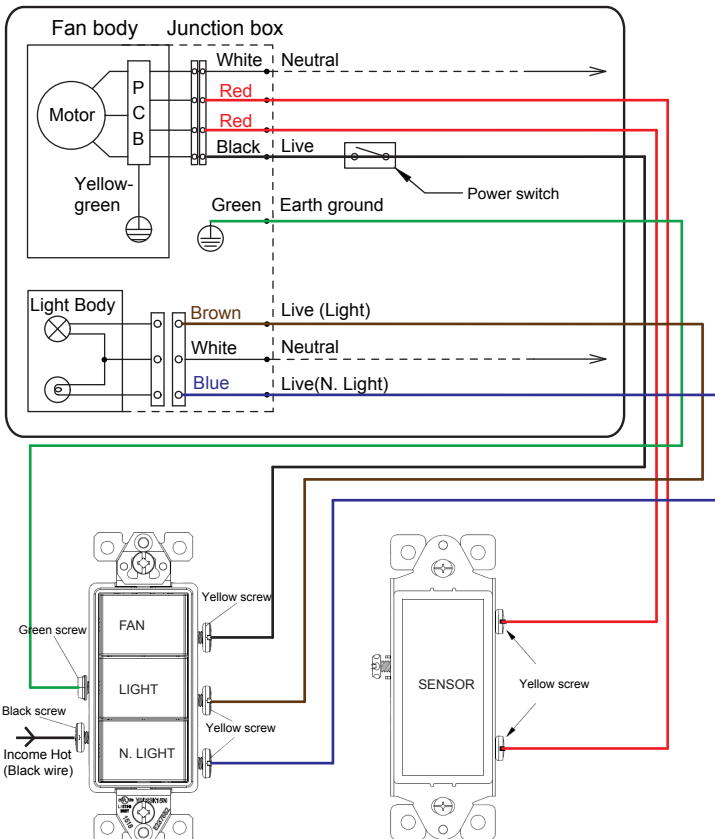 Fan body
Junction box
White
Neutral
P
C
B
Motor
Red
Red
Black
Live
Power switch
Yellow-
green
Green
Earth ground
Light Body
Brown
Live (Light)
White
Neutral
Blue
Live(N. Light)
Yellow screw
FAN
Green screw
LIGHT
Black screw
Yellow screw
Income Hot
(Black wire)
N. LIGHT
SENSOR
Yellow screw